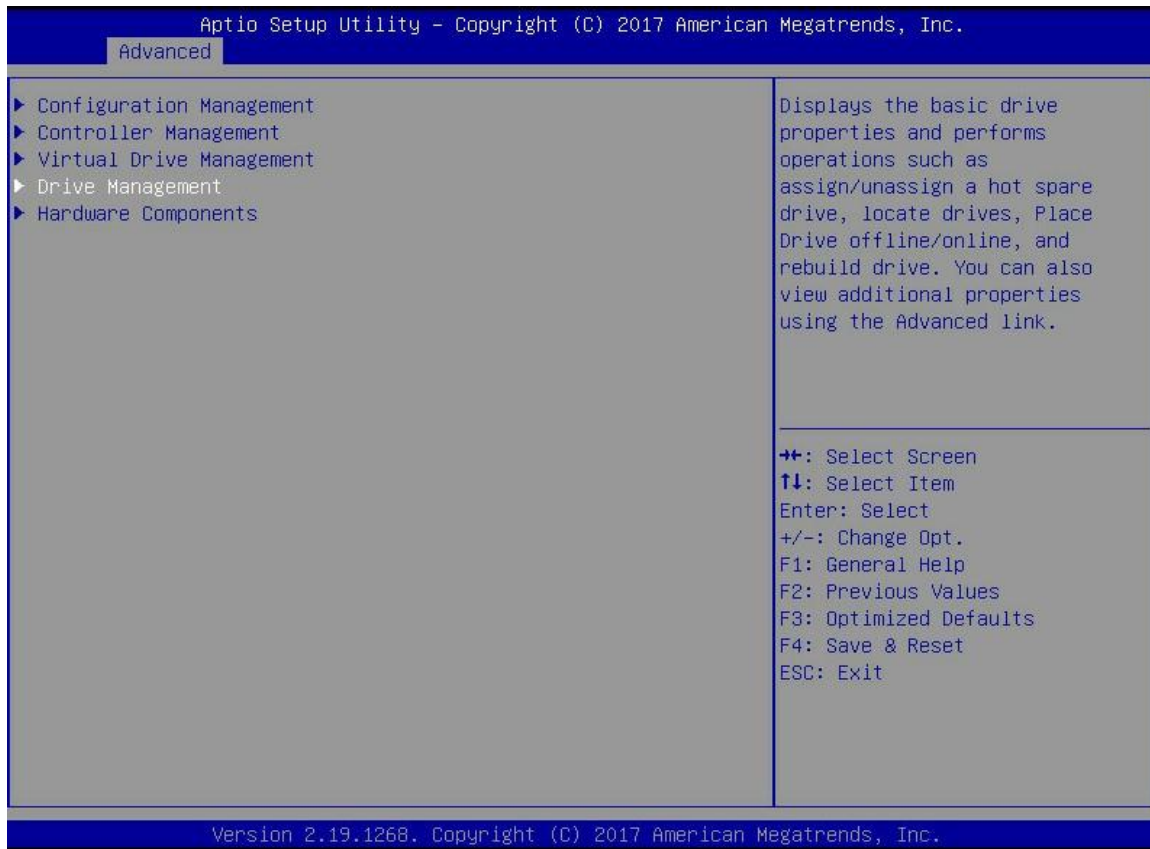 Aptio Setup Utility – Copyright (C) 2017 American Megatrends, Inc.
Advanced
▶ Configuration Management
▶ Controller Management
▶ Virtual Drive Management
▶ Drive Management
▶ Hardware Components
Displays the basic drive
properties and performs
operations such as
assign/unassign a hot spare
drive, locate drives, Place
Drive offline/online, and
rebuild drive. You can also
view additional properties
using the Advanced link.
→←: Select Screen
↑↓: Select Item
Enter: Select
+/-: Change Opt.
F1: General Help
F2: Previous Values
F3: Optimized Defaults
F4: Save & Reset
ESC: Exit
Version 2.19.1268. Copyright (C) 2017 American Megatrends, Inc.